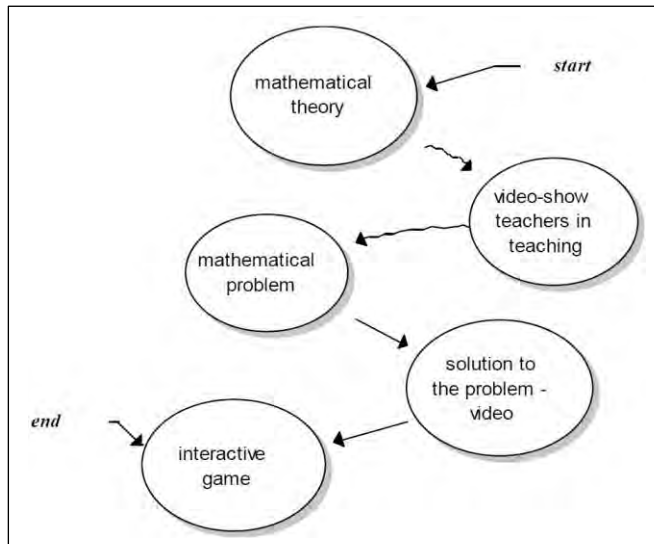 start
mathematical
theory
video-show
teachers in
teaching
mathematical
problem
solution to
the problem -
video
end
interactive
game